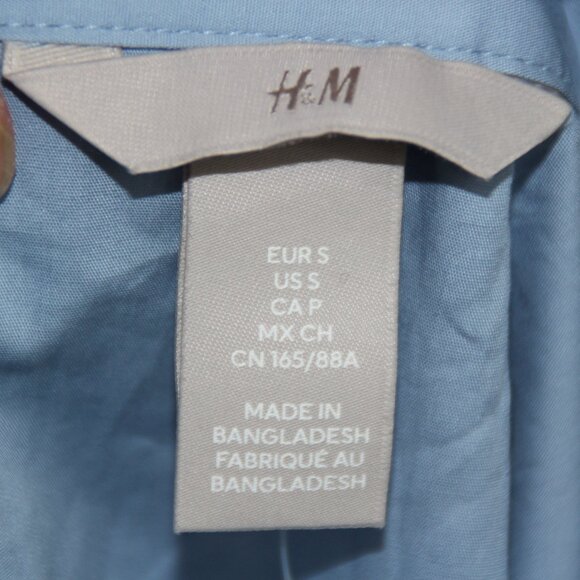 H&M
EUR S
US S
CA P
MX CH
CN 165/88A
MADE IN
BANGLADESH
FABRIQUÉ AU
BANGLADESH